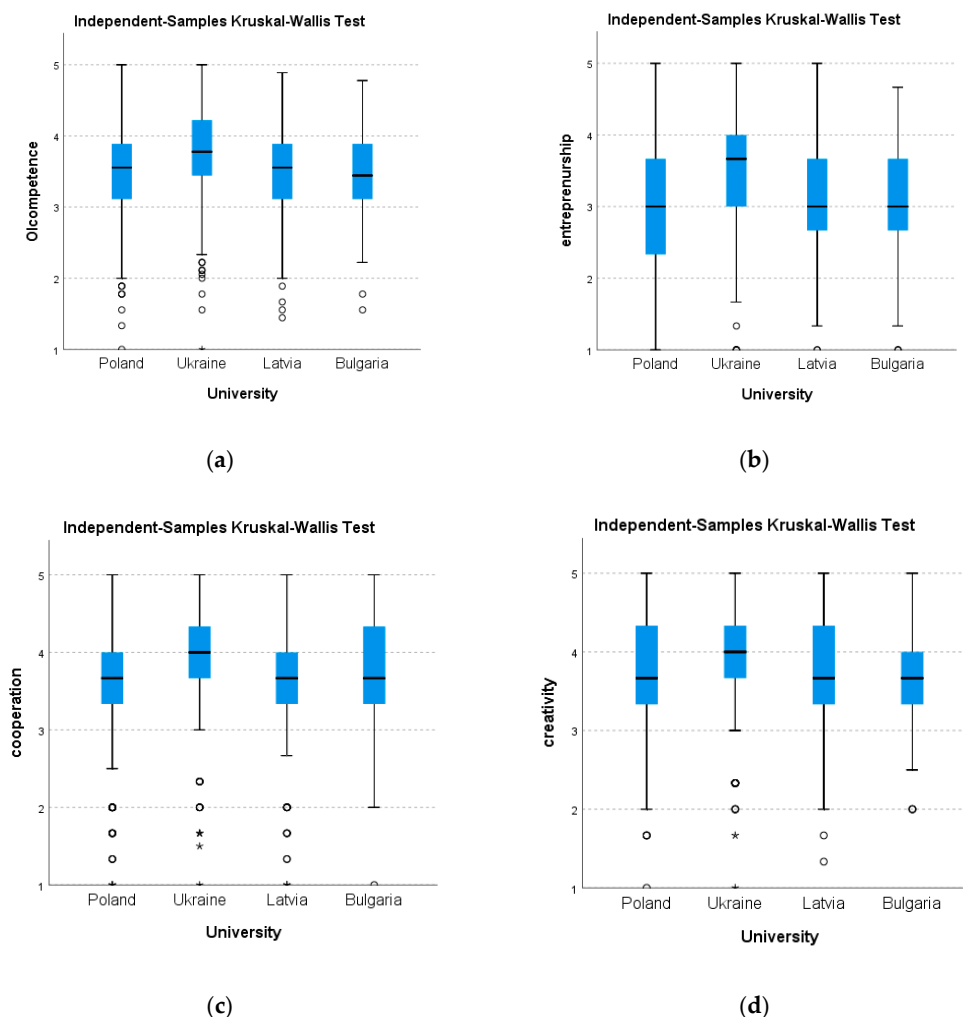 Independent-Samples Kruskal-Wallis Test
5
4
3
2
1
OIcompetence
Poland Ukraine Latvia Bulgaria
University
(a)
Independent-Samples Kruskal-Wallis Test
5
4
3
2
1
entreprenurship
Poland Ukraine Latvia Bulgaria
University
(b)
Independent-Samples Kruskal-Wallis Test
5
4
3
2
1
cooperation
Poland Ukraine Latvia Bulgaria
University
(c)
Independent-Samples Kruskal-Wallis Test
5
4
3
2
1
creativity
Poland Ukraine Latvia Bulgaria
University
(d)